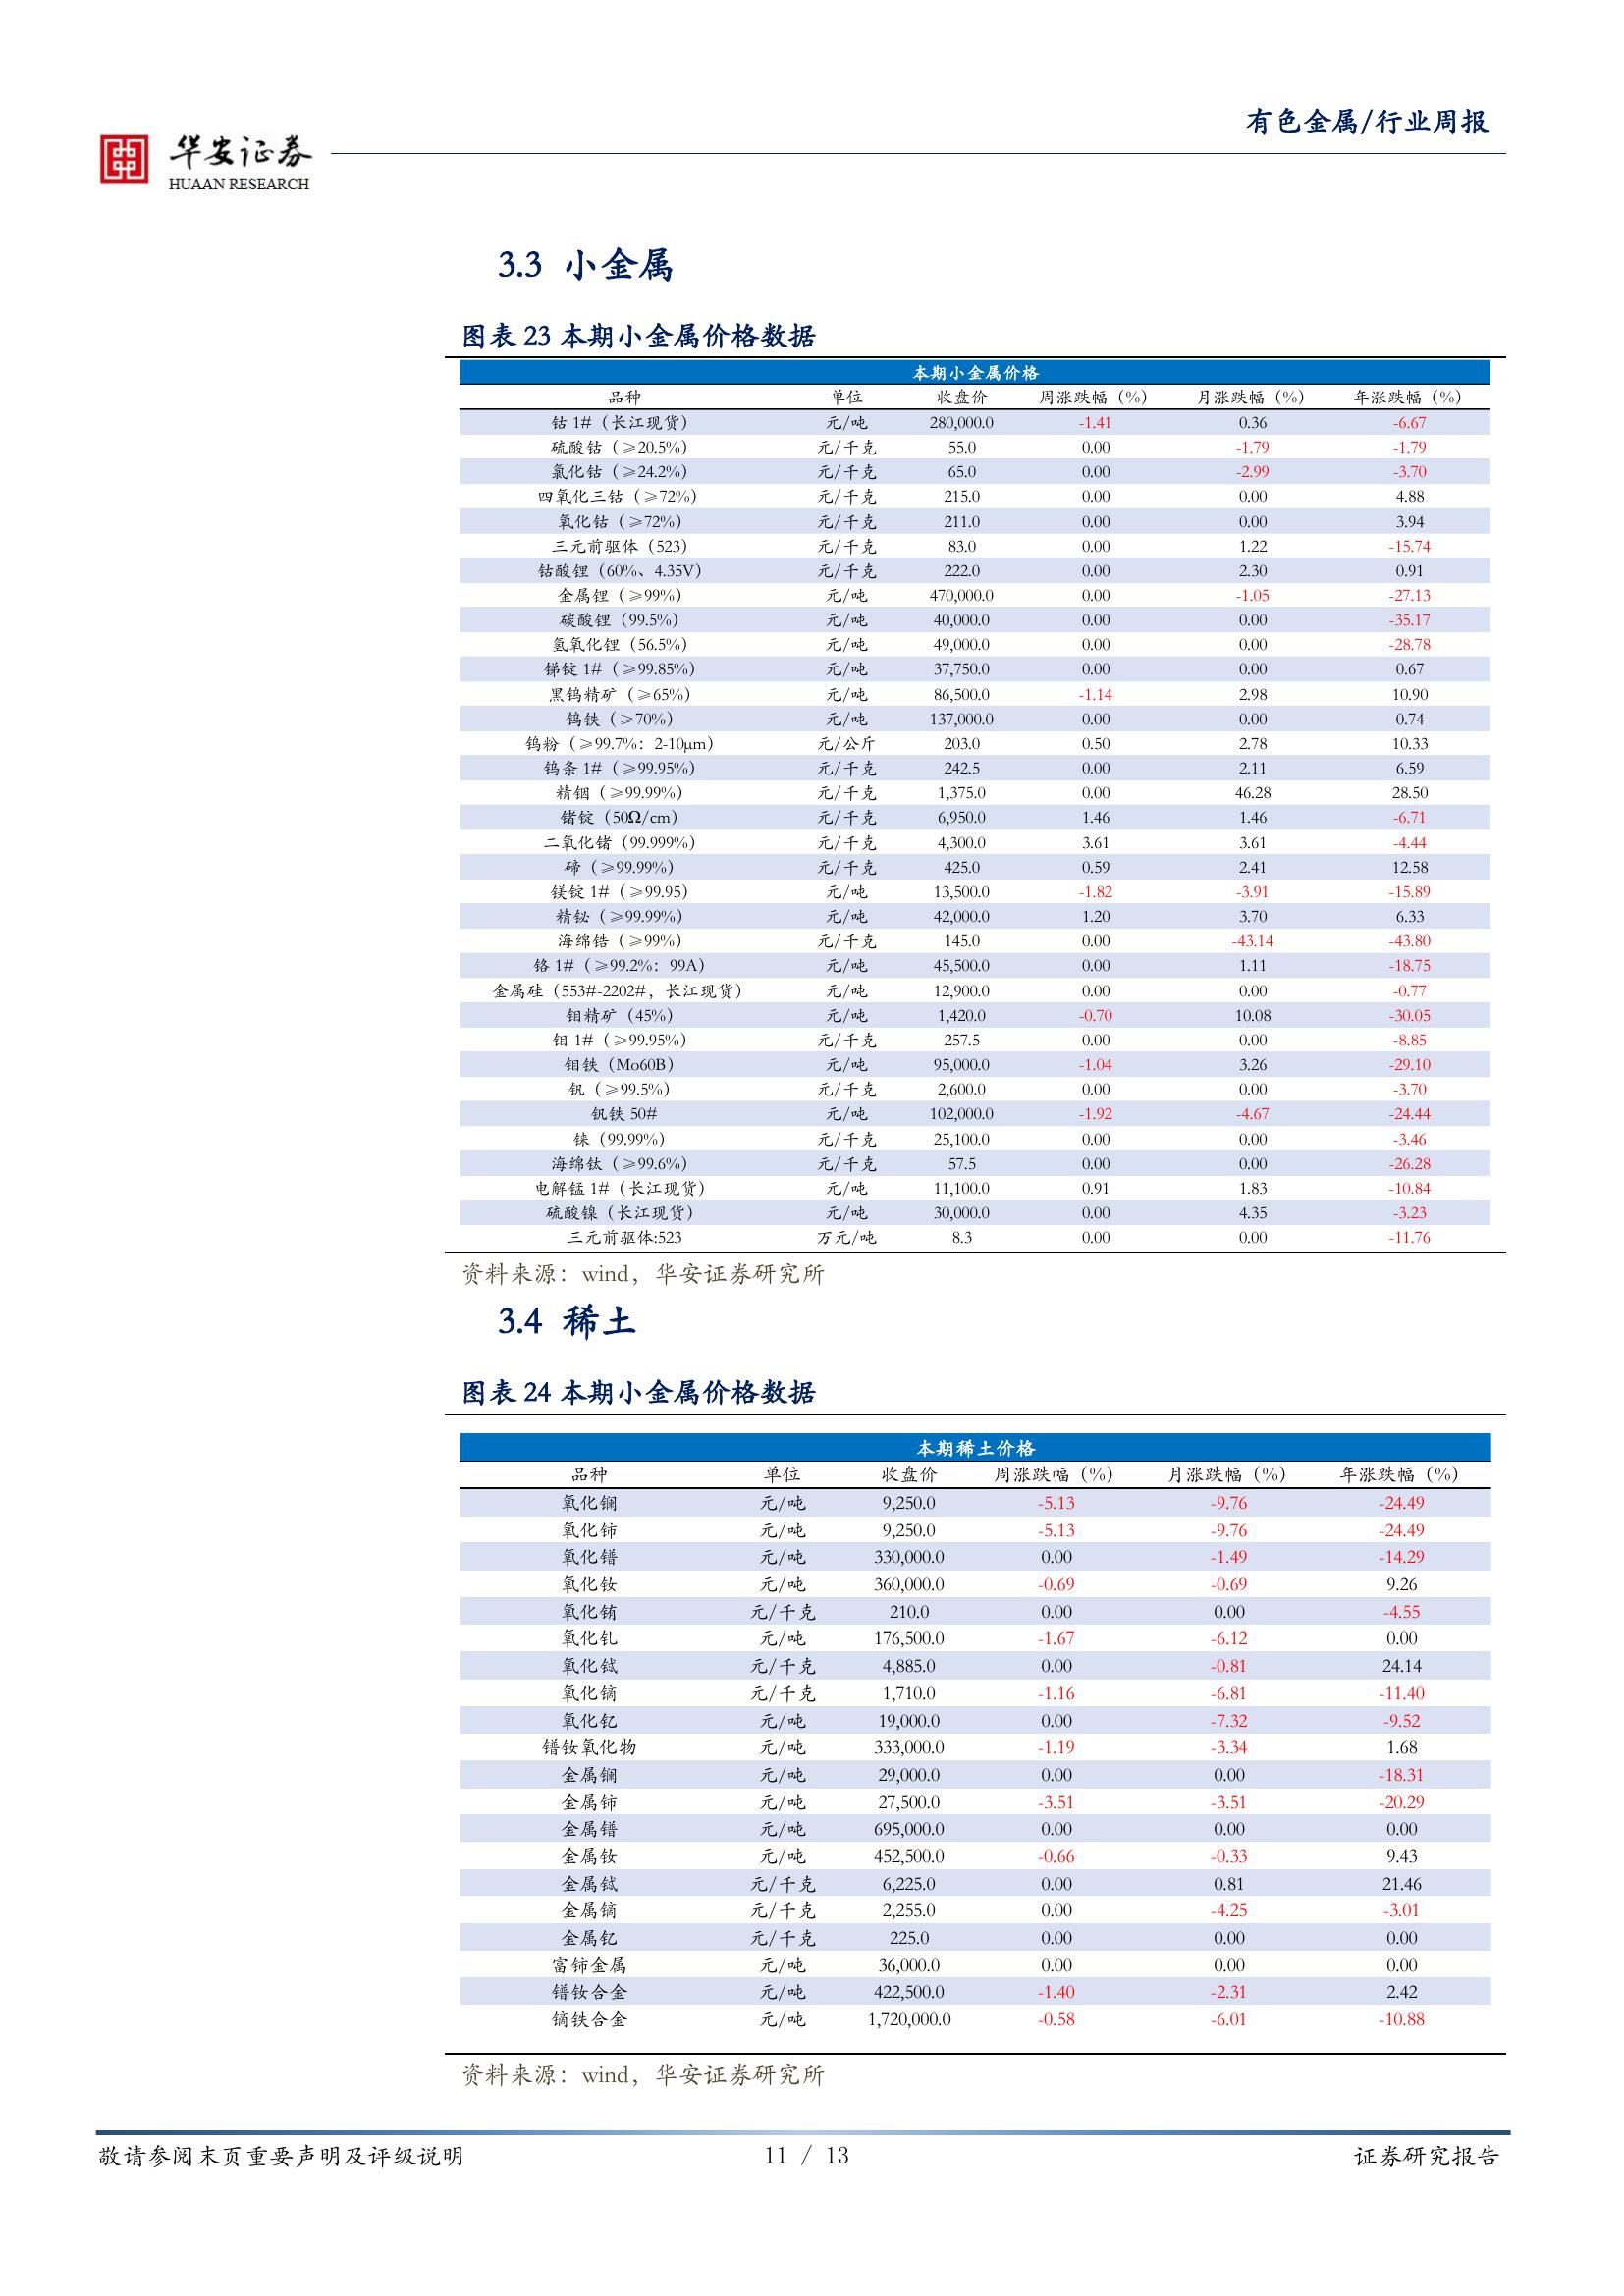 有色金属/行业周报
华安证券
HUAAN RESEARCH
3.3 小金属
图表 23 本期小金属价格数据
本期小金属价格
品种 单位 收盘价 周涨跌幅（%） 月涨跌幅（%） 年涨跌幅（%）
钴 1#（长江现货） 元/吨 280,000.0 -1.41 0.36 -6.67
硫酸钴（≥20.5%） 元/千克 55.0 0.00 -1.79 -1.79
氯化钴（≥24.2%） 元/千克 65.0 0.00 -2.99 -3.70
四氧化三钴（≥72%） 元/千克 215.0 0.00 0.00 4.88
氧化钴（≥72%） 元/千克 211.0 0.00 0.00 3.94
三元前驱体（523） 元/千克 83.0 0.00 1.22 -15.74
钴酸锂（60%、4.35V） 元/千克 222.0 0.00 2.30 0.91
金属锂（≥99%） 元/吨 470,000.0 0.00 -1.05 -27.13
碳酸锂（99.5%） 元/吨 40,000.0 0.00 0.00 -35.17
氢氧化锂（56.5%） 元/吨 49,000.0 0.00 0.00 -28.78
锑锭 1#（≥99.85%） 元/吨 37,750.0 0.00 0.00 0.67
黑钨精矿（≥65%） 元/吨 86,500.0 -1.14 2.98 10.90
钨铁（≥70%） 元/吨 137,000.0 0.00 0.00 0.74
钨粉（≥99.7%：2-10μm） 元/公斤 203.0 0.50 2.78 10.33
钨条 1#（≥99.95%） 元/千克 242.5 0.00 2.11 6.59
精铟（≥99.99%） 元/千克 1,375.0 0.00 46.28 28.50
锗锭（50Ω/cm） 元/千克 6,950.0 1.46 1.46 -6.71
二氧化锗（99.999%） 元/千克 4,300.0 3.61 3.61 -4.44
碲（≥99.99%） 元/千克 425.0 0.59 2.41 12.58
镁锭 1#（≥99.95） 元/吨 13,500.0 -1.82 -3.91 -15.89
精铋（≥99.99%） 元/吨 42,000.0 1.20 3.70 6.33
海绵锆（≥99%） 元/千克 145.0 0.00 -43.14 -43.80
铬 1#（≥99.2%：99A） 元/吨 45,500.0 0.00 1.11 -18.75
金属硅（553#-2202#，长江现货） 元/吨 12,900.0 0.00 0.00 -0.77
钼精矿（45%） 元/吨 1,420.0 -0.70 10.08 -30.05
钼 1#（≥99.95%） 元/千克 257.5 0.00 0.00 -8.85
钼铁（Mo60B） 元/吨 95,000.0 -1.04 3.26 -29.10
钒（≥99.5%） 元/千克 2,600.0 0.00 0.00 -3.70
钒铁 50# 元/吨 102,000.0 -1.92 -4.67 -24.44
铼（99.99%） 元/千克 25,100.0 0.00 0.00 -3.46
海绵钛（≥99.6%） 元/千克 57.5 0.00 0.00 -26.28
电解锰 1#（长江现货） 元/吨 11,100.0 0.91 1.83 -10.84
硫酸镍（长江现货） 元/吨 30,000.0 0.00 4.35 -3.23
三元前驱体:523 万元/吨 8.3 0.00 0.00 -11.76
资料来源：wind，华安证券研究所
3.4 稀土
图表 24 本期小金属价格数据
本期稀土价格
品种 单位 收盘价 周涨跌幅（%） 月涨跌幅（%） 年涨跌幅（%）
氧化镧 元/吨 9,250.0 -5.13 -9.76 -24.49
氧化铈 元/吨 9,250.0 -5.13 -9.76 -24.49
氧化镨 元/吨 330,000.0 0.00 -1.49 -14.29
氧化钕 元/吨 360,000.0 -0.69 -0.69 9.26
氧化铕 元/千克 210.0 0.00 0.00 -4.55
氧化钆 元/吨 176,500.0 -1.67 -6.12 0.00
氧化铽 元/千克 4,885.0 0.00 -0.81 24.14
氧化镝 元/千克 1,710.0 -1.16 -6.81 -11.40
氧化钇 元/吨 19,000.0 0.00 -7.32 -9.52
镨钕氧化物 元/吨 333,000.0 -1.19 -3.34 1.68
金属镧 元/吨 29,000.0 0.00 0.00 -18.31
金属铈 元/吨 27,500.0 -3.51 -3.51 -20.29
金属镨 元/吨 695,000.0 0.00 0.00 0.00
金属钕 元/吨 452,500.0 -0.66 -0.33 9.43
金属铽 元/千克 6,225.0 0.00 0.81 21.46
金属镝 元/千克 2,255.0 0.00 -4.25 -3.01
金属钇 元/千克 225.0 0.00 0.00 0.00
富铈金属 元/吨 36,000.0 0.00 0.00 0.00
镨钕合金 元/吨 422,500.0 -1.40 -2.31 2.42
镝铁合金 元/吨 1,720,000.0 -0.58 -6.01 -10.88
资料来源：wind，华安证券研究所
敬请参阅末页重要声明及评级说明 11 / 13 证券研究报告